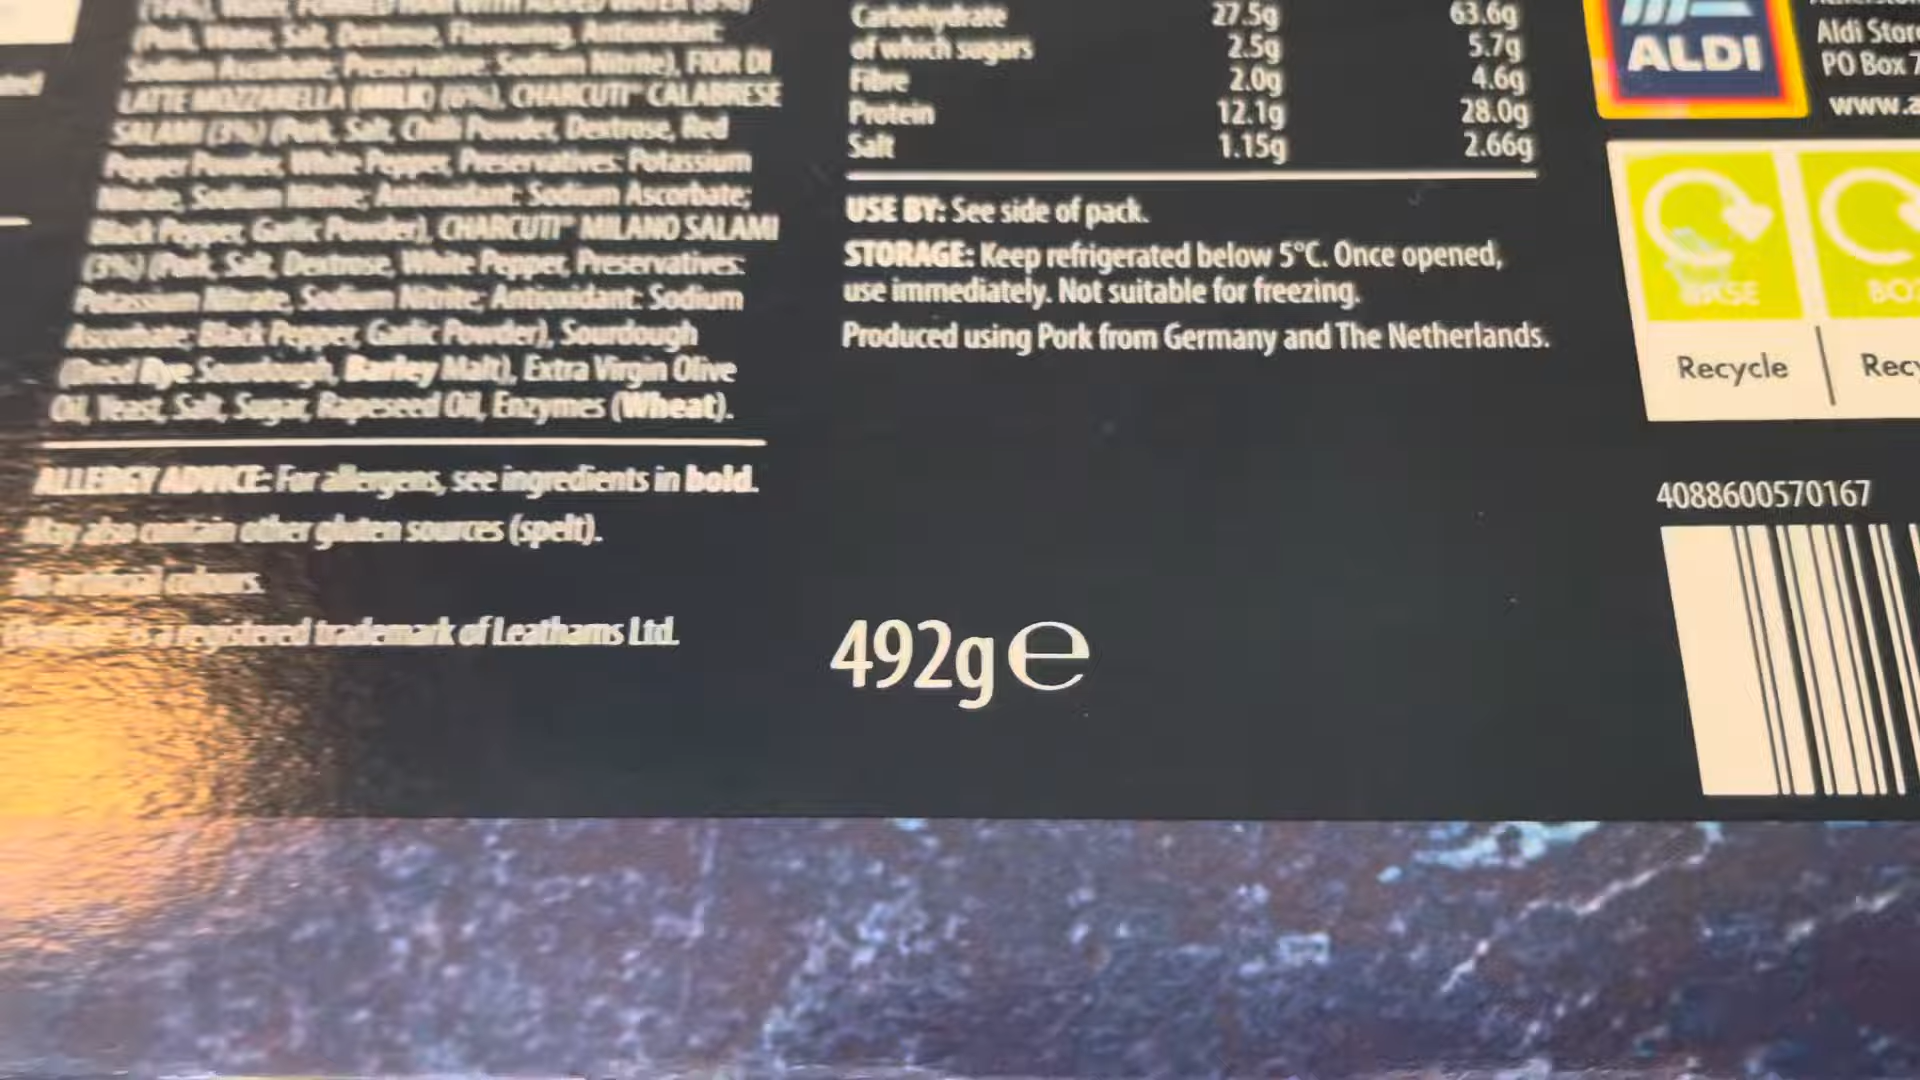 (Pork, Water, Salt, Dextrose, Flavouring, Antioxidant:
Sodium Ascorbate; Preservative: Sodium Nitrite), FIOR DI
LATTE MOZZARELLA (MILK) (6%), CHARCUTI™ CALABRESE
SALAMI (3%) (Pork, Salt, Chilli Powder, Dextrose, Red
Pepper Powder, White Pepper, Preservatives: Potassium
Nitrate, Sodium Nitrite; Antioxidant: Sodium Ascorbate;
Black Pepper, Garlic Powder), CHARCUTI™ MILANO SALAMI
(3%) (Pork, Salt, Dextrose, White Pepper, Preservatives:
Potassium Nitrate, Sodium Nitrite; Antioxidant: Sodium
Ascorbate; Black Pepper, Garlic Powder), Sourdough
(Dried Rye Sourdough, Barley Malt), Extra Virgin Olive
Oil, Yeast, Salt, Sugar, Rapeseed Oil, Enzymes (Wheat).
ALLERGY ADVICE: For allergens, see ingredients in bold.
May also contain other gluten sources (spelt).
No artificial colours.
is a registered trademark of Leathams Ltd.
Carbohydrate 27.5g 63.6g
of which sugars 2.5g 5.7g
Fibre 2.0g 4.6g
Protein 12.1g 28.0g
Salt 1.15g 2.66g
USE BY: See side of pack.
STORAGE: Keep refrigerated below 5°C. Once opened,
use immediately. Not suitable for freezing.
Produced using Pork from Germany and The Netherlands.
492g e
ALDI
Aldi Store
PO Box 7
www.a
Recycle
4088600570167